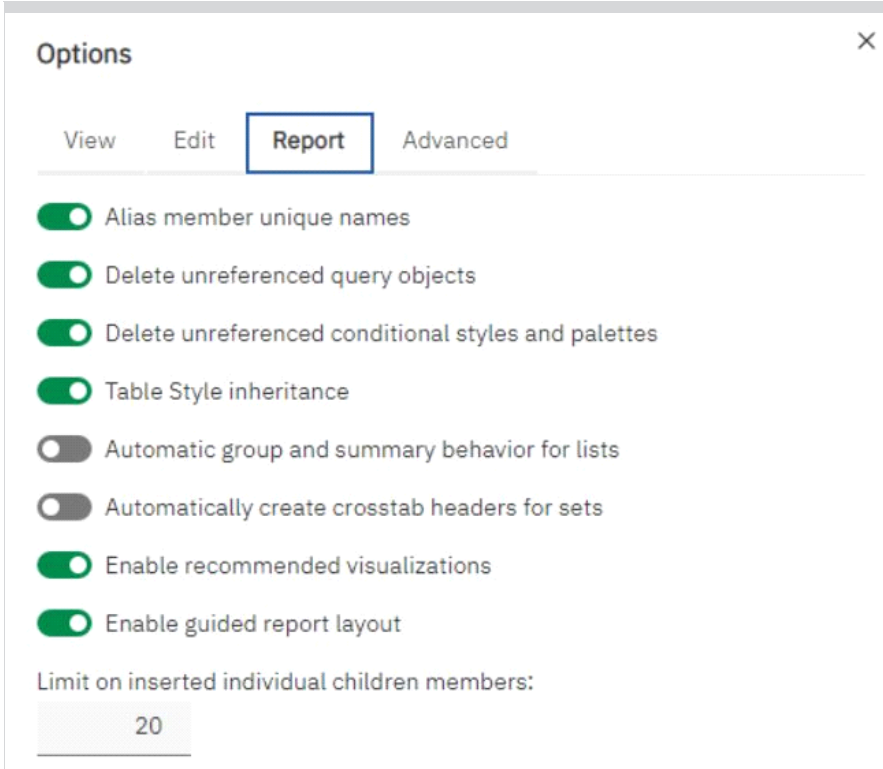 Options
View Edit Report Advanced
Alias member unique names
Delete unreferenced query objects
Delete unreferenced conditional styles and palettes
Table Style inheritance
Automatic group and summary behavior for lists
Automatically create crosstab headers for sets
Enable recommended visualizations
Enable guided report layout
Limit on inserted individual children members:
20